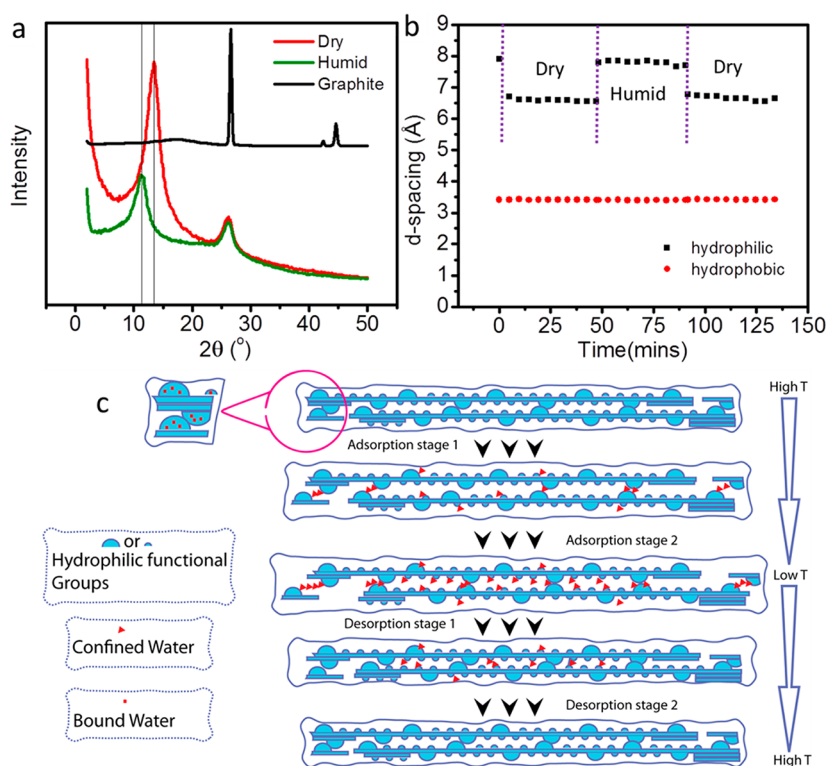 a
Dry
Humid
Graphite
Intensity
0 10 20 30 40 50
2θ (°)
b
9
8
7
6
5
4
3
2
1
0
d-spacing (Å)
Dry
Humid
Dry
hydrophilic
hydrophobic
0 25 50 75 100 125 150
Time(mins)
c
High T
Adsorption stage 1
Adsorption stage 2
or
Hydrophilic functional
Groups
Low T
Desorption stage 1
Confined Water
Bound Water
Desorption stage 2
High T